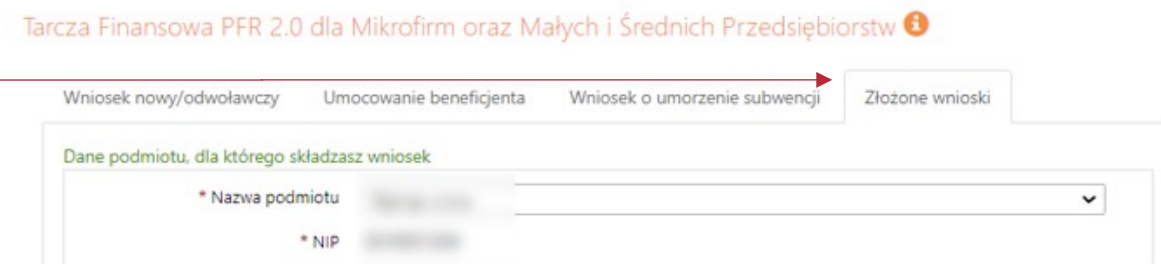 Tarcza Finansowa PFR 2.0 dla Mikrofirm oraz Małych i Średnich Przedsiębiorstw
Wniosek nowy/odwoławczy Umocowanie beneficjenta Wniosek o umorzenie subwencji Złożone wnioski
Dane podmiotu, dla którego składasz wniosek
* Nazwa podmiotu
* NIP